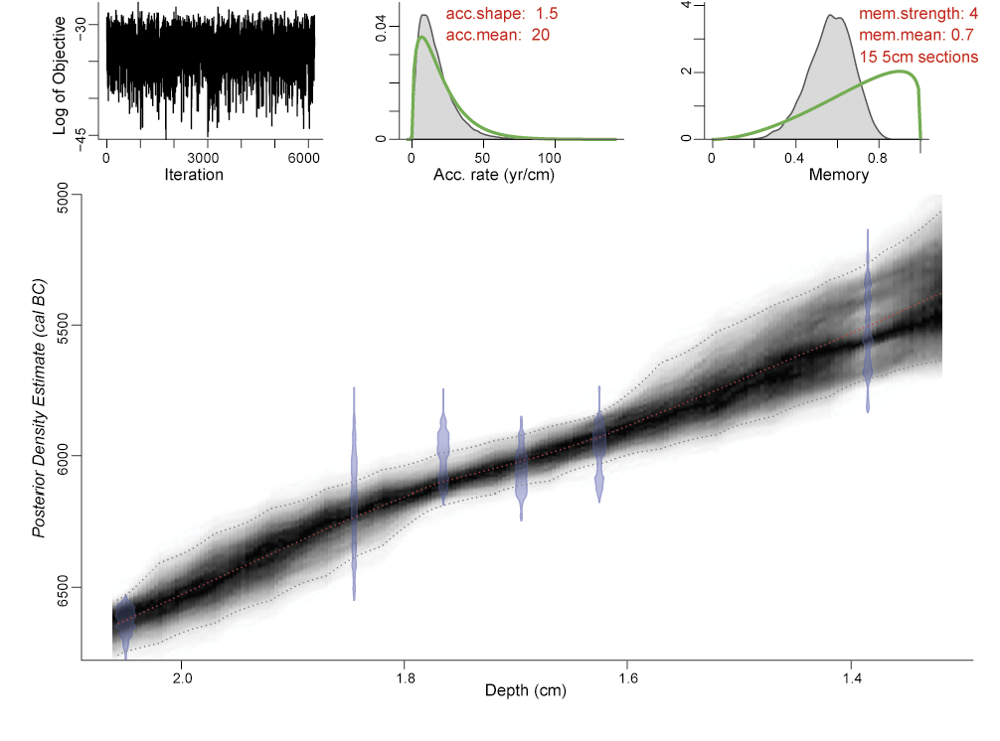 Log of Objective
−30
−45
0
3000
6000
Iteration
acc.shape: 1.5
acc.mean: 20
0.04
0
0
50
100
Acc. rate (yr/cm)
mem.strength: 4
mem.mean: 0.7
15 5cm sections
4
2
0
0
0.4
0.8
Memory
Posterior Density Estimate (cal BC)
5000
5500
6000
6500
2.0
1.8
1.6
1.4
Depth (cm)